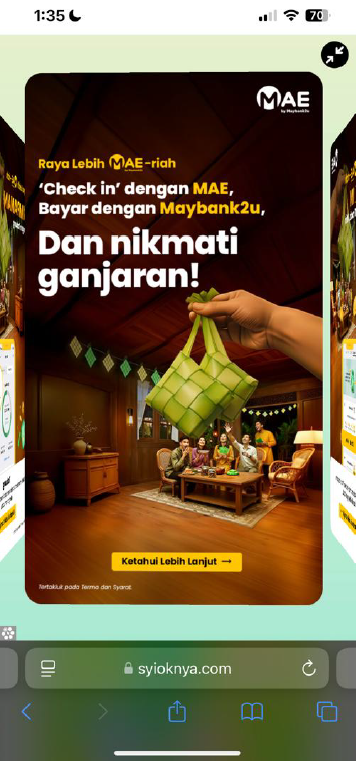 1:35
70
MAE
by Maybank2u
Raya Lebih MAE-riah
'Check in' dengan MAE,
Bayar dengan Maybank2u,
Dan nikmati
ganjaran!
Ketahui Lebih Lanjut →
Tertakluk pada Terma dan Syarat.
syioknya.com